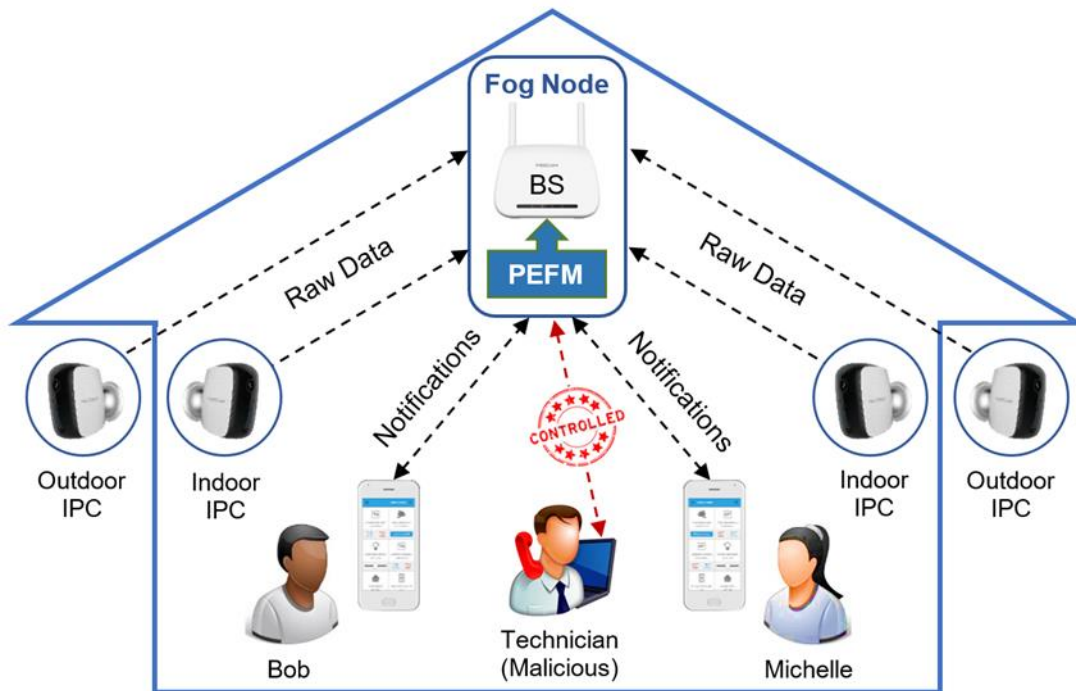 Fog Node
BS
PEFM
Raw Data
Raw Data
Notifications
Notifications
CONTROLLED
Outdoor
IPC
Indoor
IPC
Indoor
IPC
Outdoor
IPC
Bob
Technician
(Malicious)
Michelle